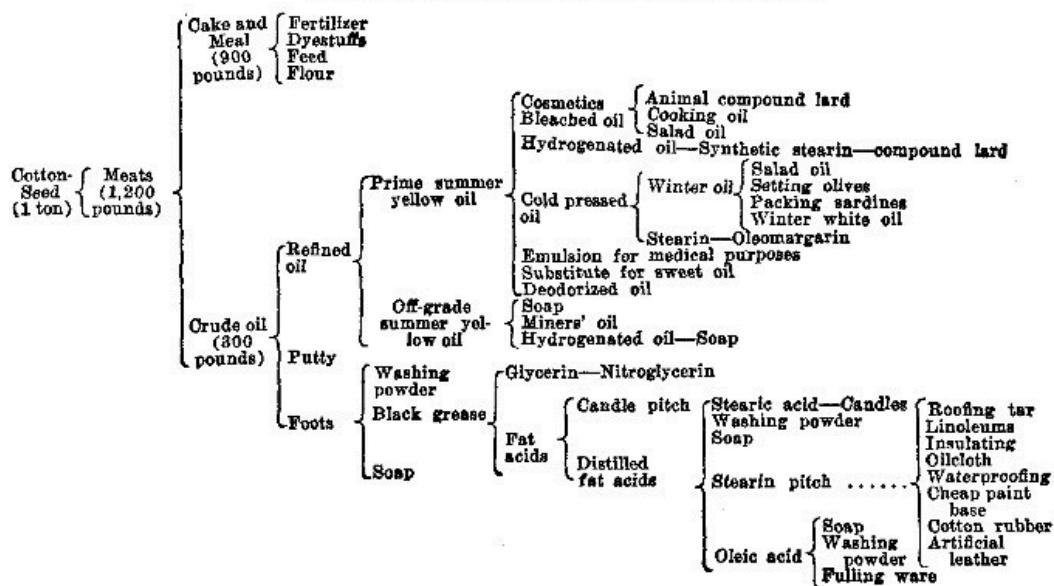 Cake and
Meal
(900
pounds)
Fertilizer
Dyestuffs
Feed
Flour
Cotton-
Seed
(1 ton)
Meats
(1,200
pounds)
Crude oil
(300
pounds)
Refined
oil
Putty
Foots
Prime summer
yellow oil
Off-grade
summer yel-
low oil
Cosmetics
Bleached oil
Animal compound lard
Cooking oil
Salad oil
Hydrogenated oil—Synthetic stearin—compound lard
Cold pressed
oil
Winter oil
Salad oil
Setting olives
Packing sardines
Winter white oil
Stearin—Oleomargarin
Emulsion for medical purposes
Substitute for sweet oil
Deodorized oil
Soap
Miners' oil
Hydrogenated oil—Soap
Washing
powder
Black grease
Soap
Glycerin—Nitroglycerin
Fat
acids
Candle pitch
Distilled
fat acids
Stearic acid—Candles
Washing powder
Soap
Stearin pitch ......
Roofing tar
Linoleums
Insulating
Oilcloth
Waterproofing
Cheap paint
base
Cotton rubber
Artificial
leather
Oleic acid
Soap
Washing
powder
Fulling ware